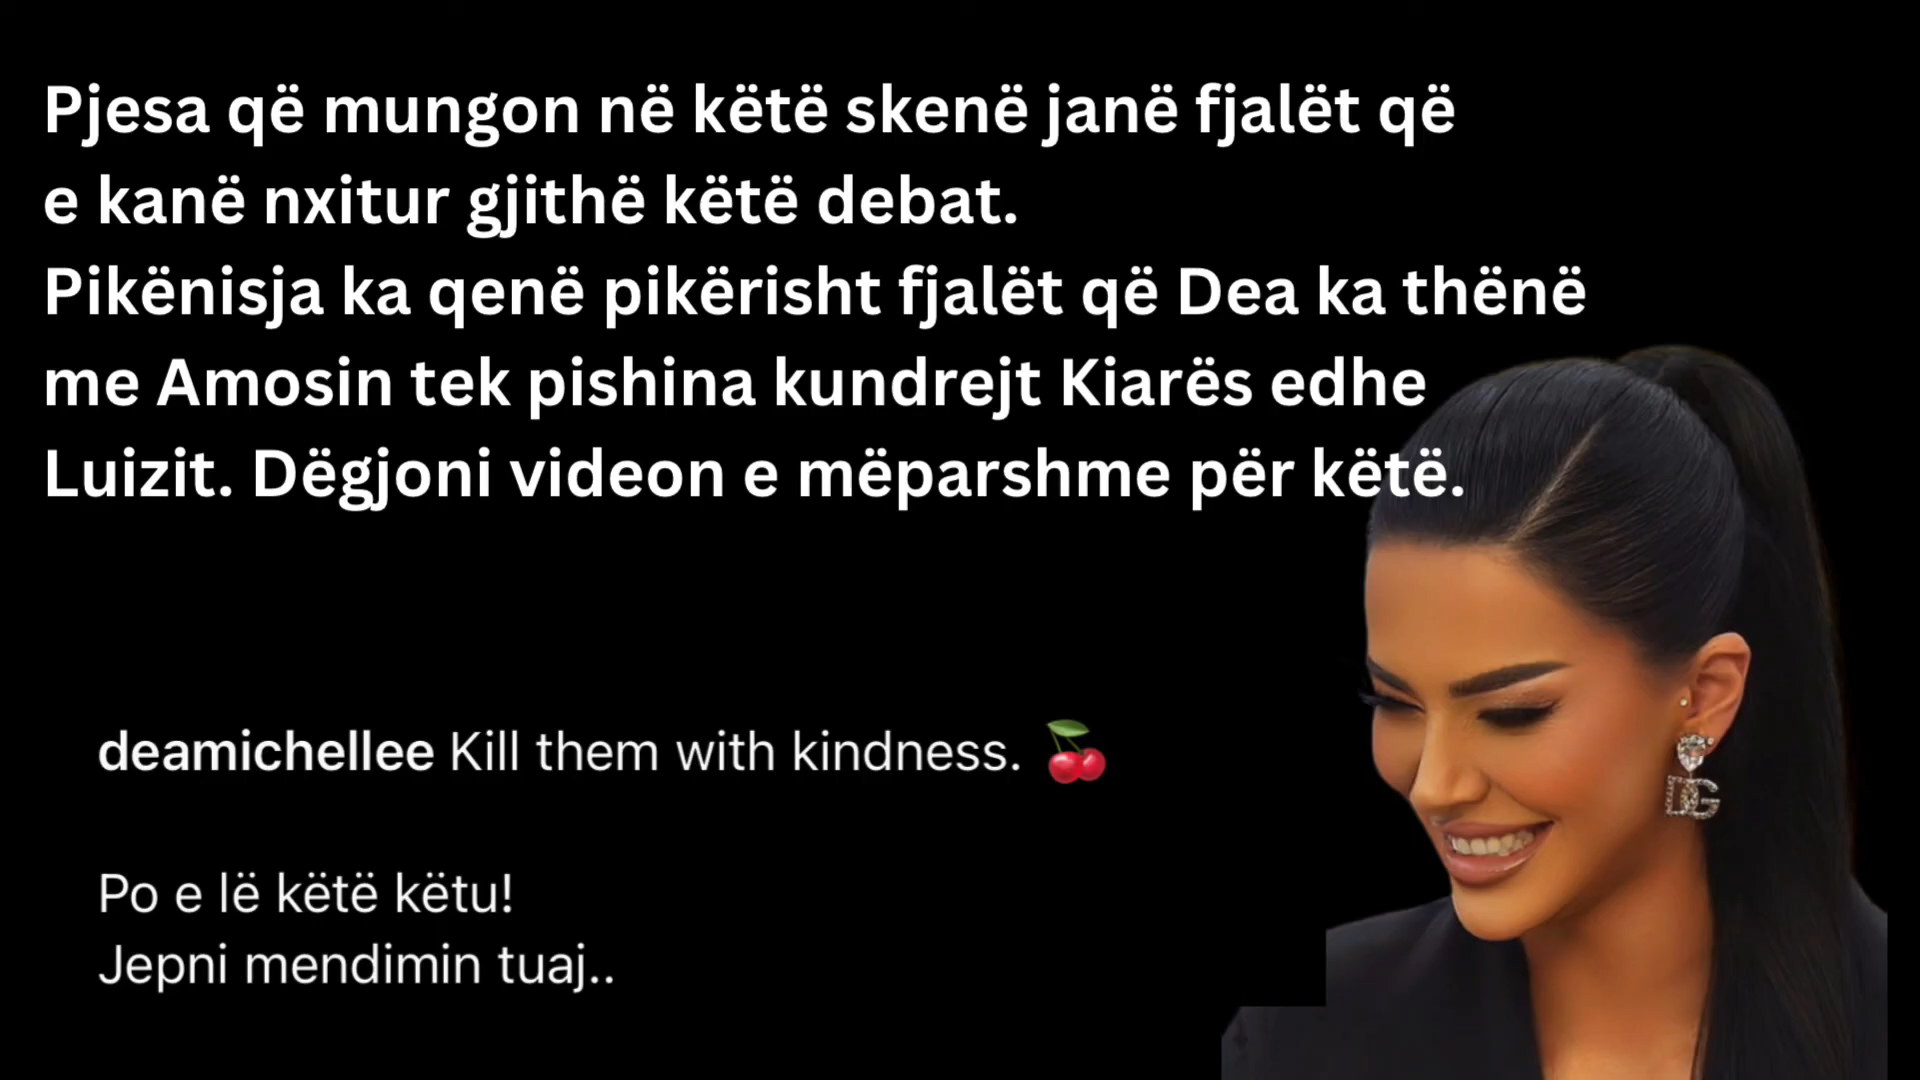 Pjesa që mungon në këtë skenë janë fjalët që
e kanë nxitur gjithë këtë debat.
Pikënisja ka qenë pikërisht fjalët që Dea ka thënë
me Amosin tek pishina kundrejt Kiarës edhe
Luizit. Dëgjoni videon e mëparshme për këtë.
deamichellee Kill them with kindness. 🍒
Po e lë këtë këtu!
Jepni mendimin tuaj..
DG